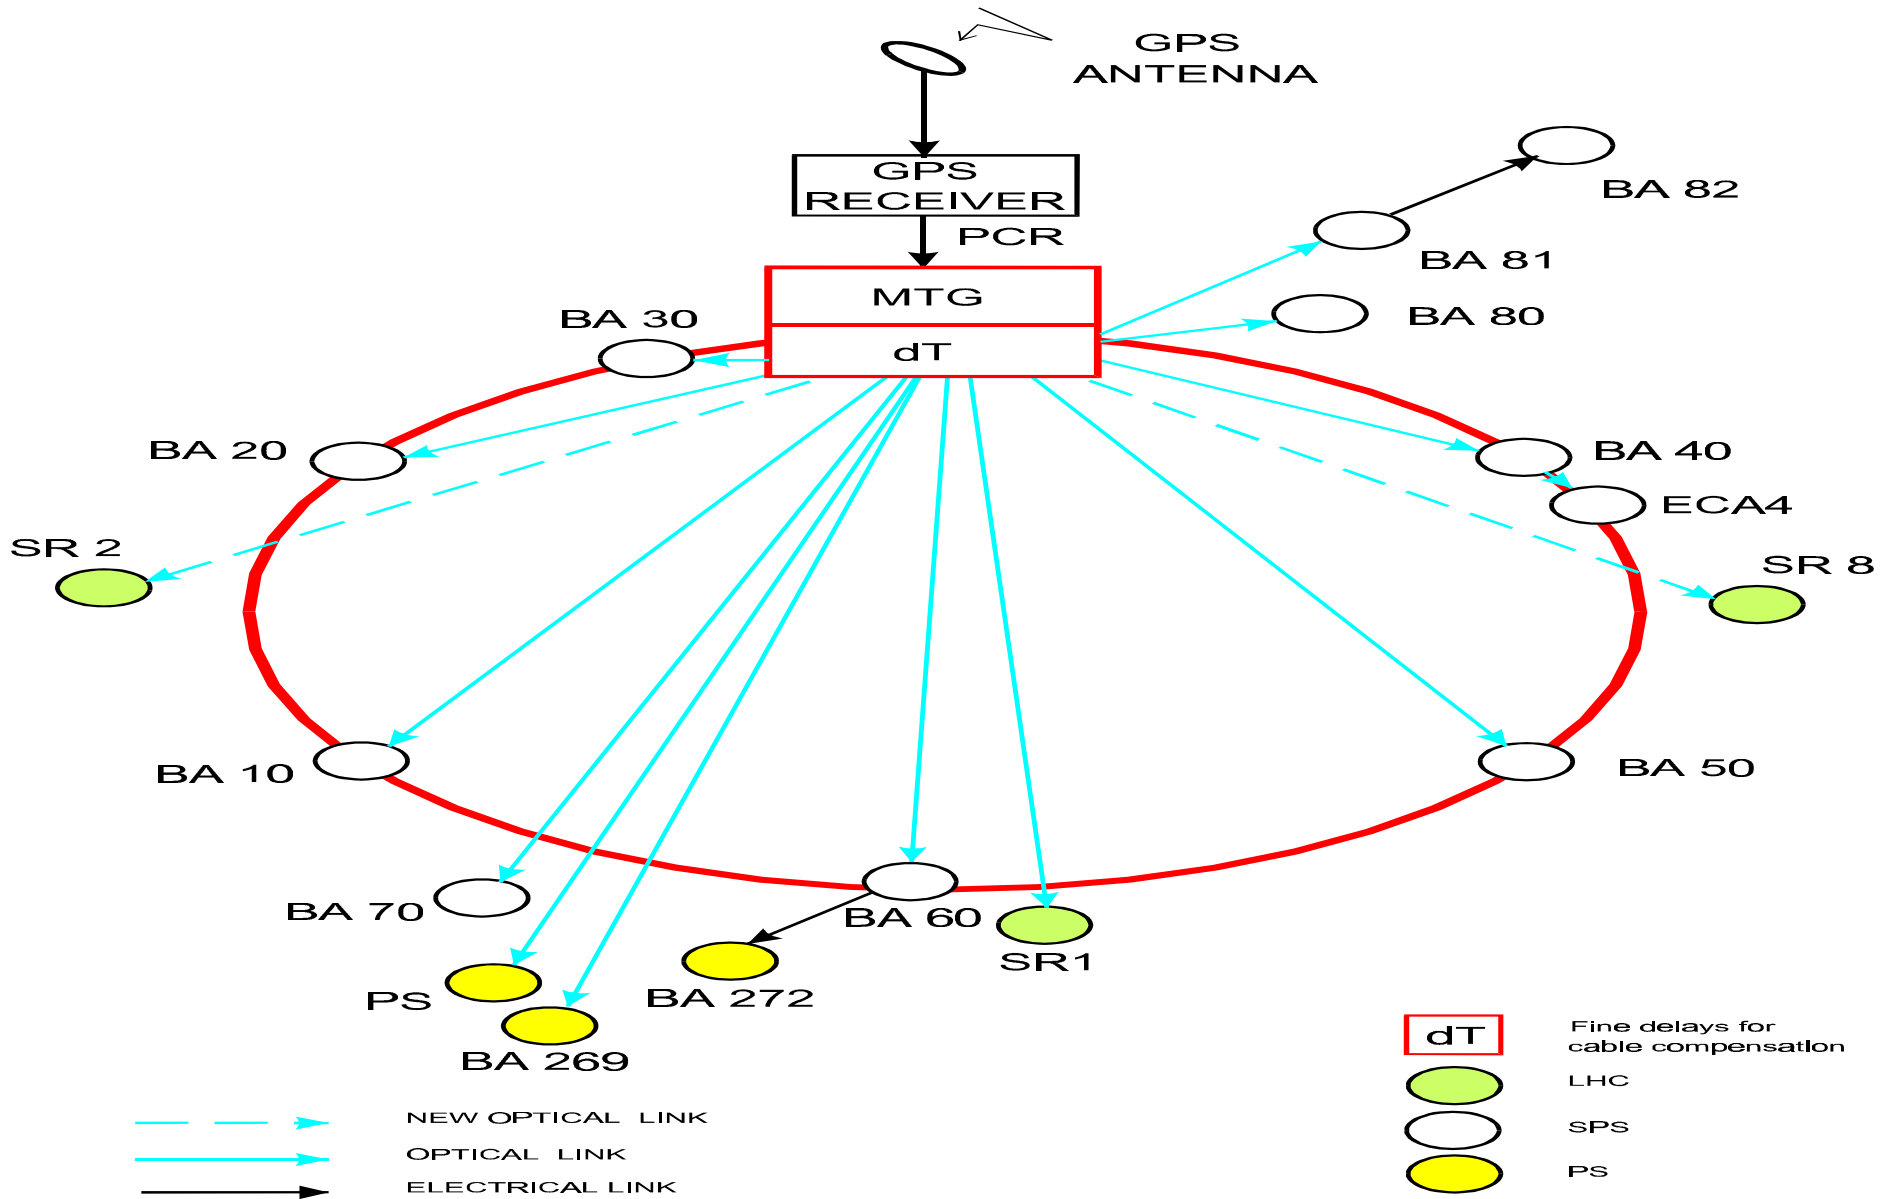 GPS
ANTENNA
GPS
RECEIVER
PCR
MTG
dT
BA 82
BA 81
BA 80
BA 30
BA 20
BA 40
ECA4
SR 2
SR 8
BA 10
BA 50
BA 70
BA 60
SR1
PS
BA 272
BA 269
dT
Fine delays for
cable compensation
LHC
SPS
PS
NEW OPTICAL LINK
OPTICAL LINK
ELECTRICAL LINK